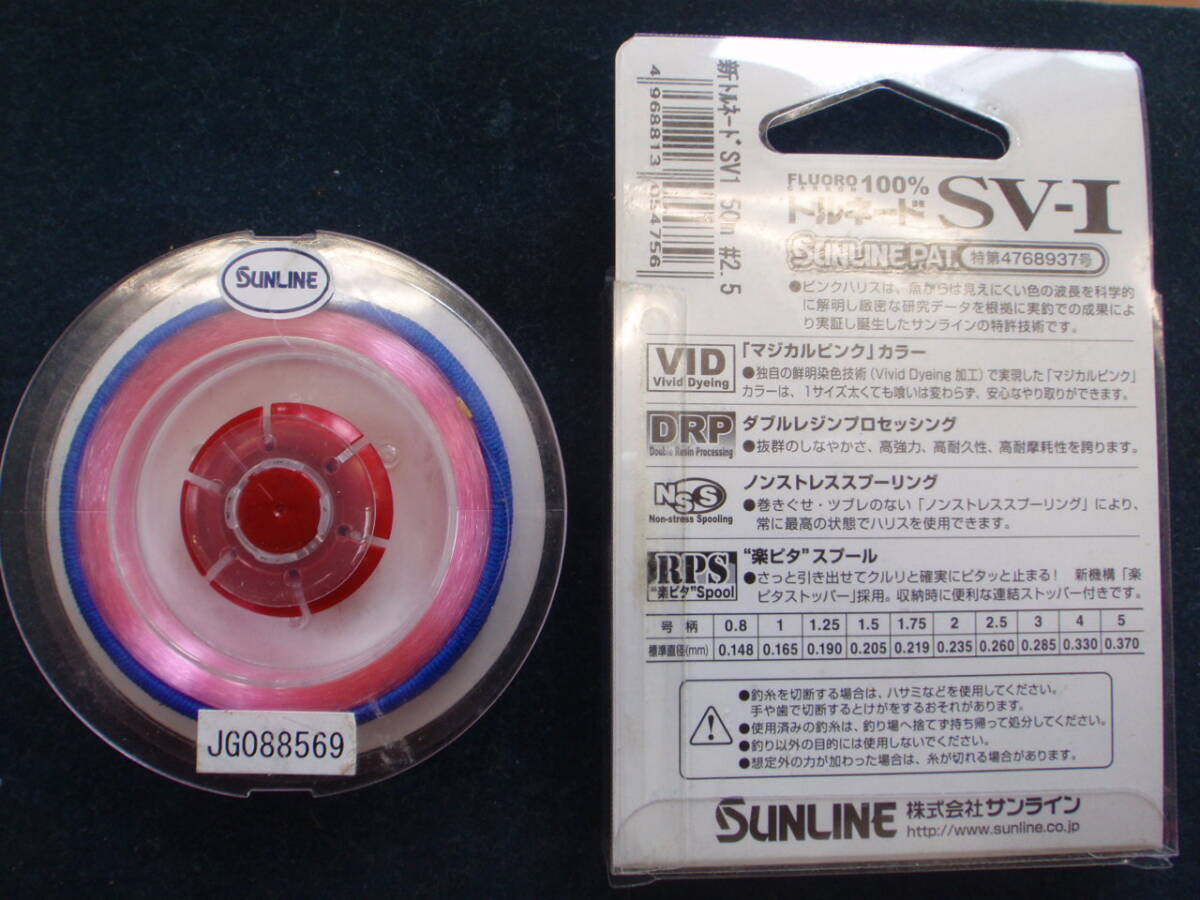 SUNLINE
JG088569
新トルネード SV1 50m #2.5
4 968813 054756
FLUORO CARBON 100%
トルネード SV-I
SUNLINE PAT. 特第4768937号
●ピンクハリスは、魚からは見えにくい色の波長を科学的
に解明し緻密な研究データを根拠に実釣での成果によ
り実証し誕生したサンラインの特許技術です。
VID
Vivid Dyeing
「マジカルピンク」カラー
●独自の鮮明染色技術(Vivid Dyeing 加工)で実現した「マジカルピンク」
カラーは、1サイズ太くても喰いは変わらず、安心なやり取りができます。
DRP
Double Resin Processing
ダブルレジンプロセッシング
●抜群のしなやかさ、高強力、高耐久性、高耐摩耗性を誇ります。
NSS
Non-stress Spooling
ノンストレススプーリング
●巻きぐせ・ツブレのない「ノンストレススプーリング」により、
常に最高の状態でハリスを使用できます。
RPS
"楽ピタ"Spool
"楽ピタ"スプール
●さっと引き出せてクルリと確実にピタッと止まる! 新機構「楽
ピタストッパー」採用。収納時に便利な連結ストッパー付きです。
号 柄 0.8 1 1.25 1.5 1.75 2 2.5 3 4 5
標準直径(mm) 0.148 0.165 0.190 0.205 0.219 0.235 0.260 0.285 0.330 0.370
●釣糸を切断する場合は、ハサミなどを使用してください。
手や歯で切断するとけがをするおそれがあります。
●使用済みの釣糸は、釣り場へ捨てず持ち帰って処分してください。
●釣り以外の目的には使用しないでください。
●想定外の力が加わった場合は、糸が切れる場合があります。
SUNLINE 株式会社サンライン
http://www.sunline.co.jp